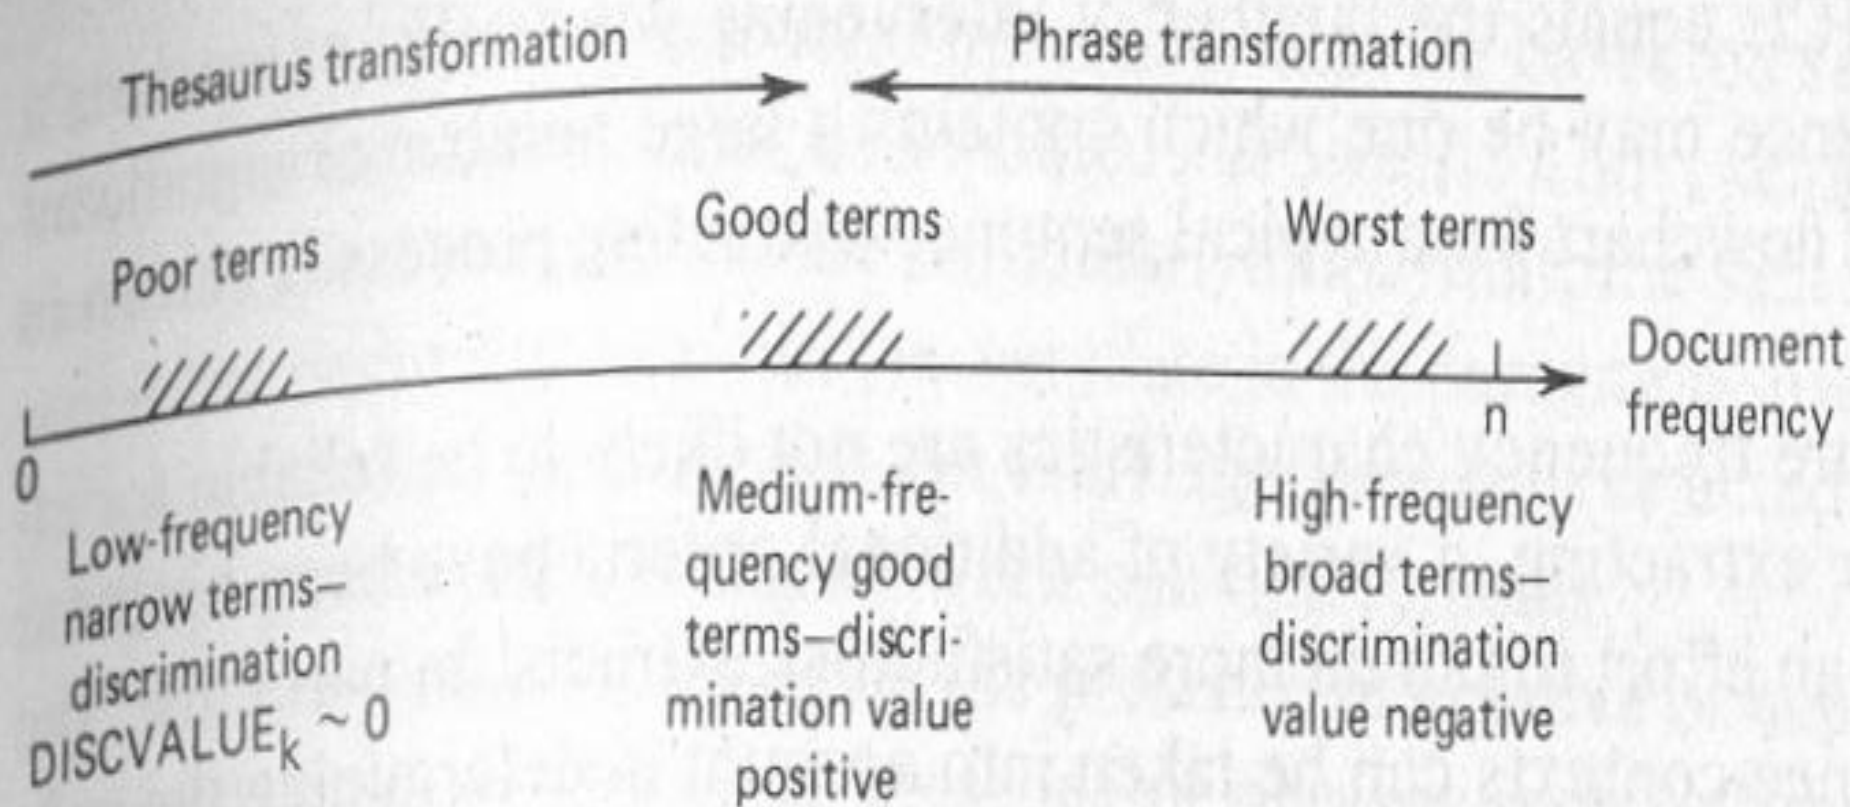 Thesaurus transformation
Phrase transformation
Poor terms
Good terms
Worst terms
Document
frequency
0
n
Low-frequency
narrow terms—
discrimination
DISCVALUEk ~ 0
Medium-fre-
quency good
terms—discri-
mination value
positive
High-frequency
broad terms—
discrimination
value negative